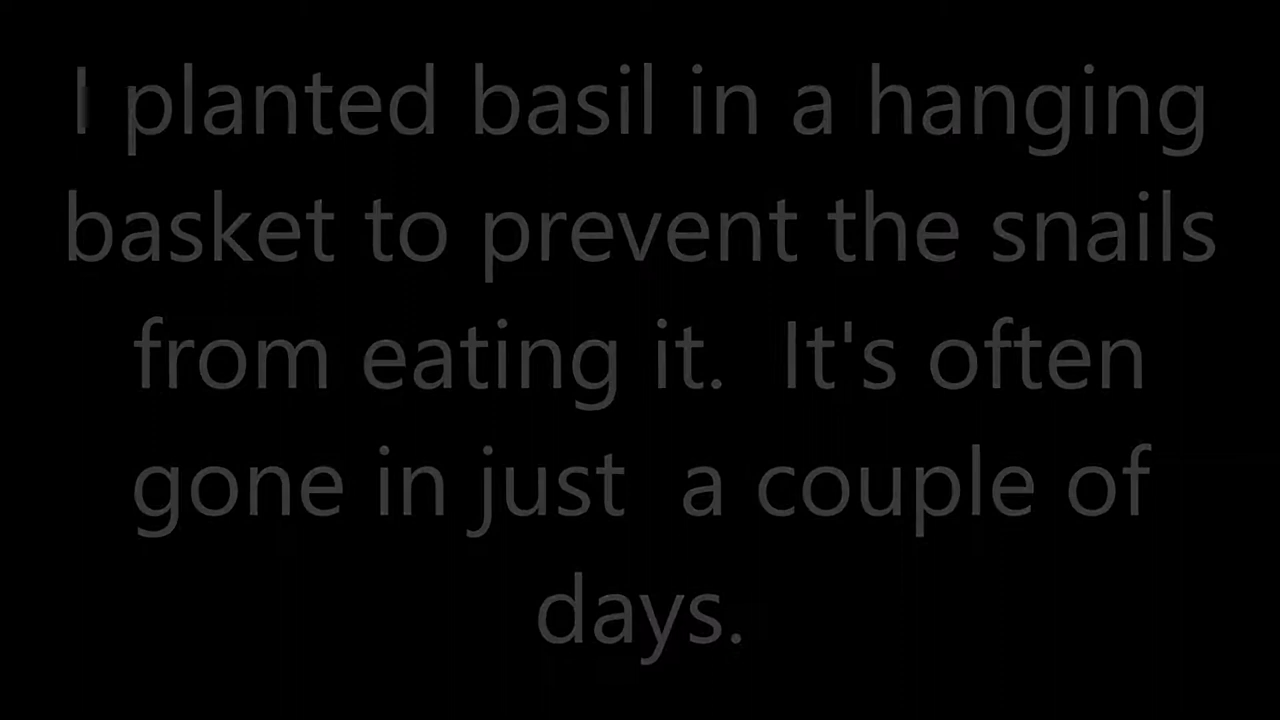 I planted basil in a hanging
basket to prevent the snails
from eating it.  It's often
gone in just  a couple of
days.